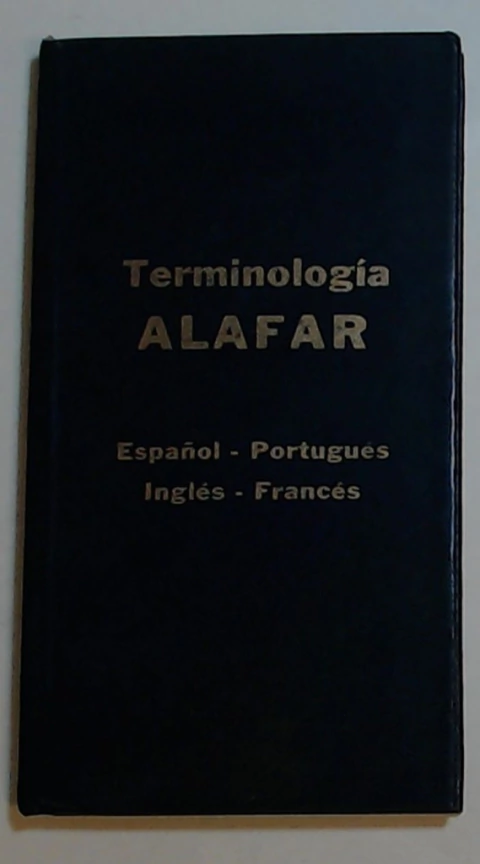 Terminología
ALAFAR
Español - Portugués
Inglés - Francés